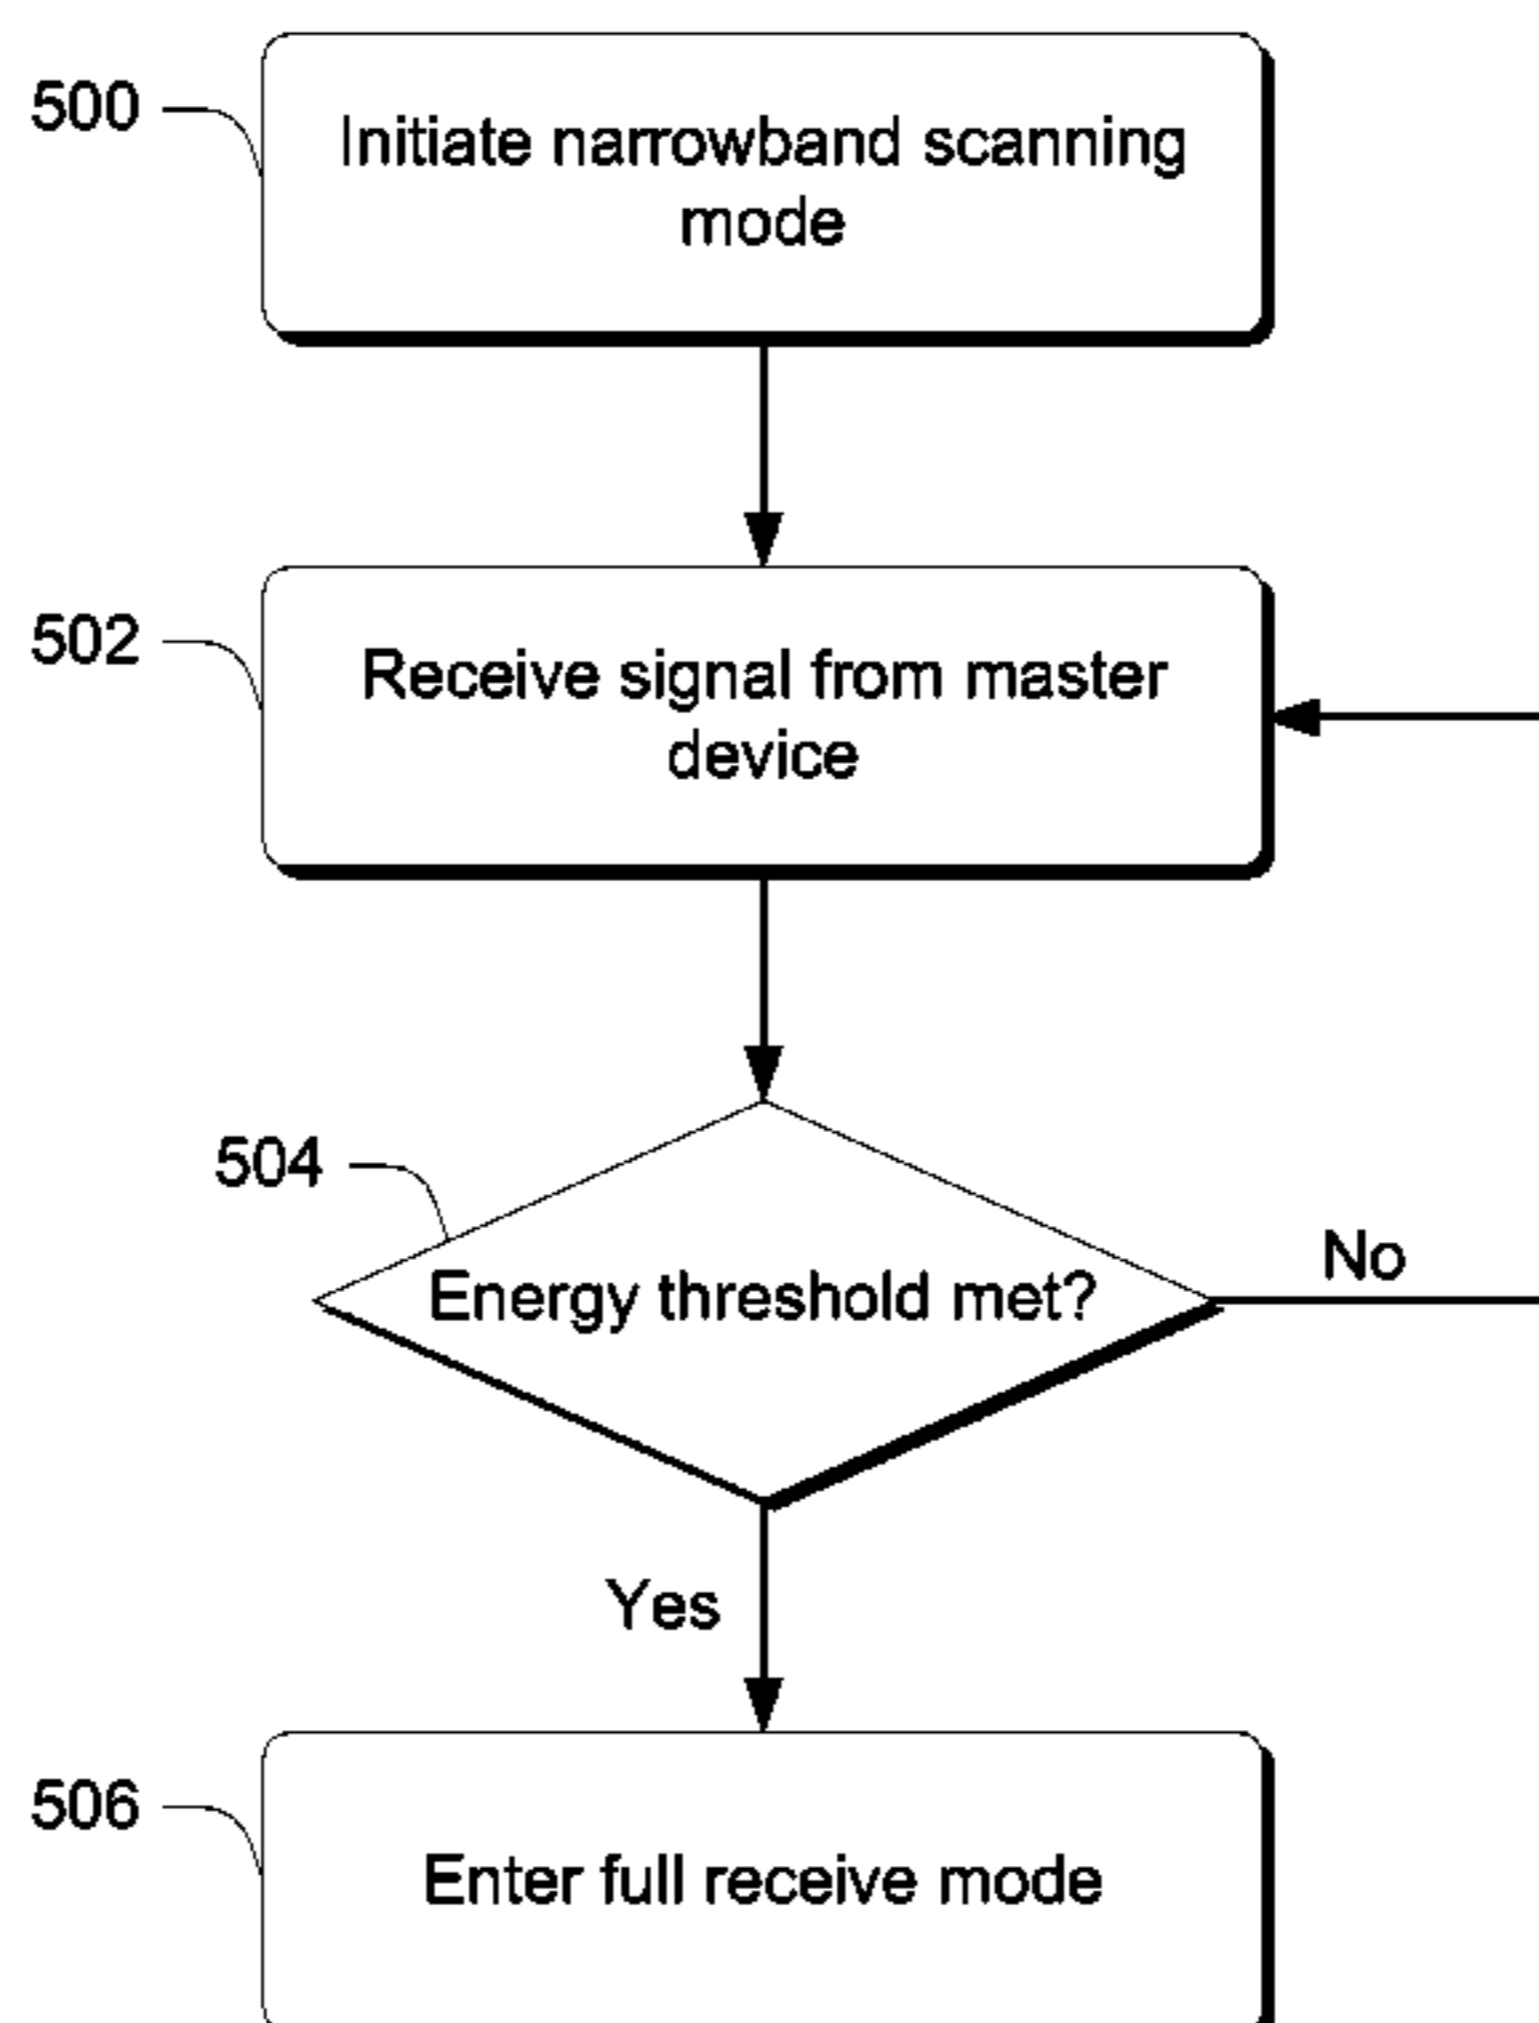 500
Initiate narrowband scanning
mode
502
Receive signal from master
device
504
Energy threshold met?
No
Yes
506
Enter full receive mode